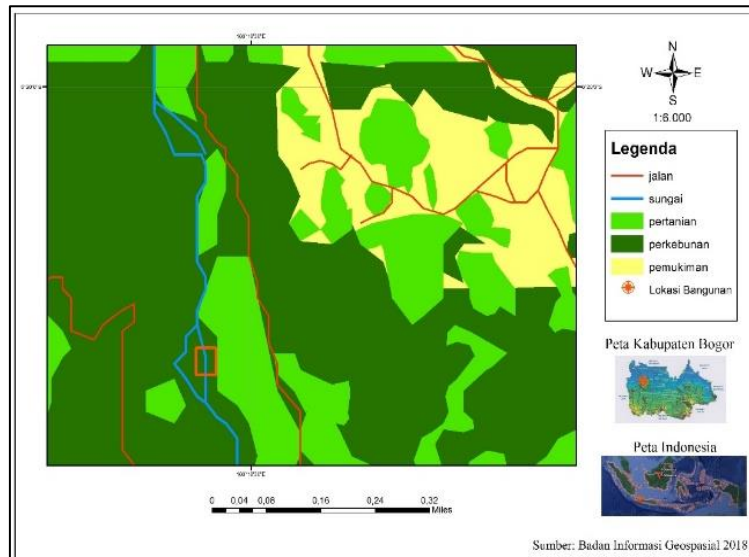 N
W E
S
1:6.000
Legenda
jalan
sungai
pertanian
perkebunan
pemukiman
Lokasi Bangunan
Peta Kabupaten Bogor
Peta Indonesia
0 0,04 0,08 0,16 0,24 0,32
Miles
Sumber: Badan Informasi Geospasial 2018